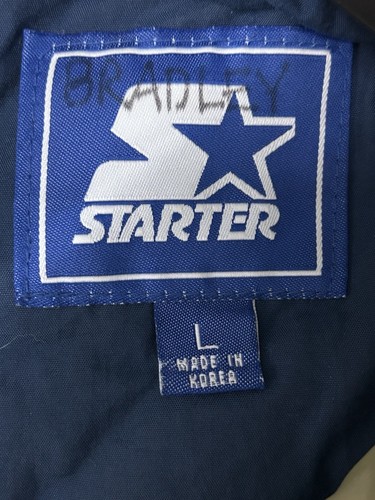 BRADLEY
STARTER
L
MADE IN
KOREA